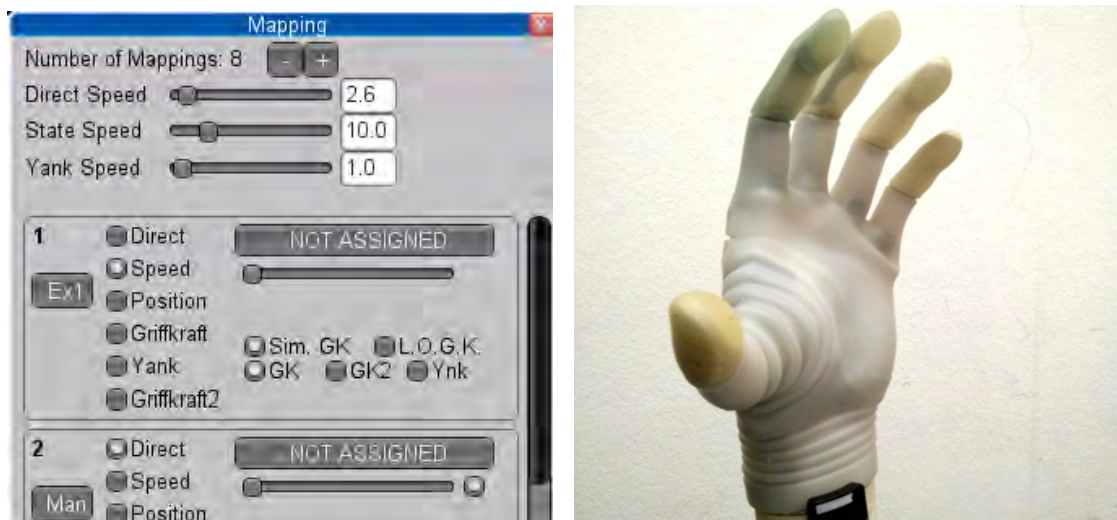 Mapping
Number of Mappings: 8 - +
Direct Speed 2.6
State Speed 10.0
Yank Speed 1.0
1 Direct NOT ASSIGNED
Speed
Ex1
Position
Griffkraft
Sim. GK L.O.G.K.
Yank
GK GK2 Ynk
Griffkraft2
2 Direct NOT ASSIGNED
Speed
Man
Position